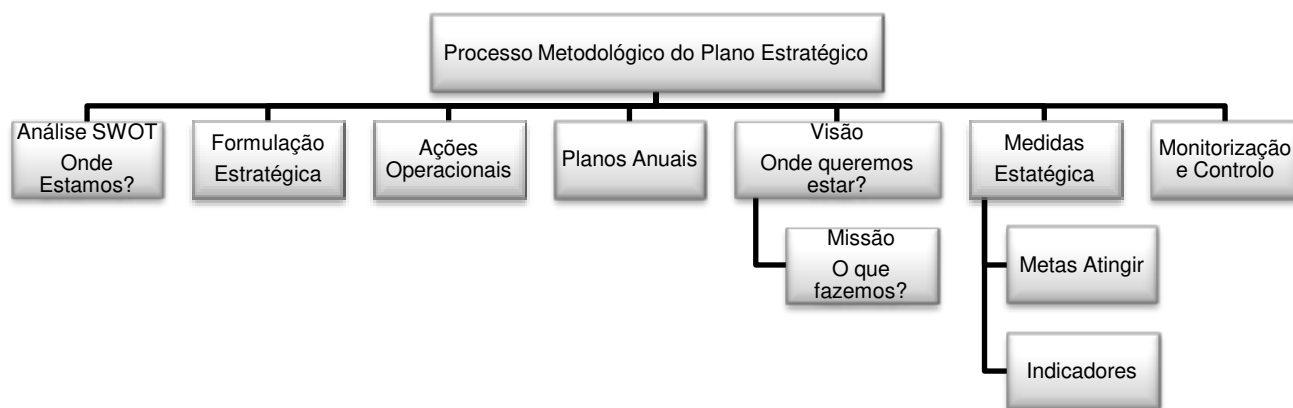 Processo Metodológico do Plano Estratégico
Análise SWOT
Onde
Estamos?
Formulação
Estratégica
Ações
Operacionais
Planos Anuais
Visão
Onde queremos
estar?
Missão
O que
fazemos?
Medidas
Estatégica
Metas Atingir
Indicadores
Monitorização
e Controlo